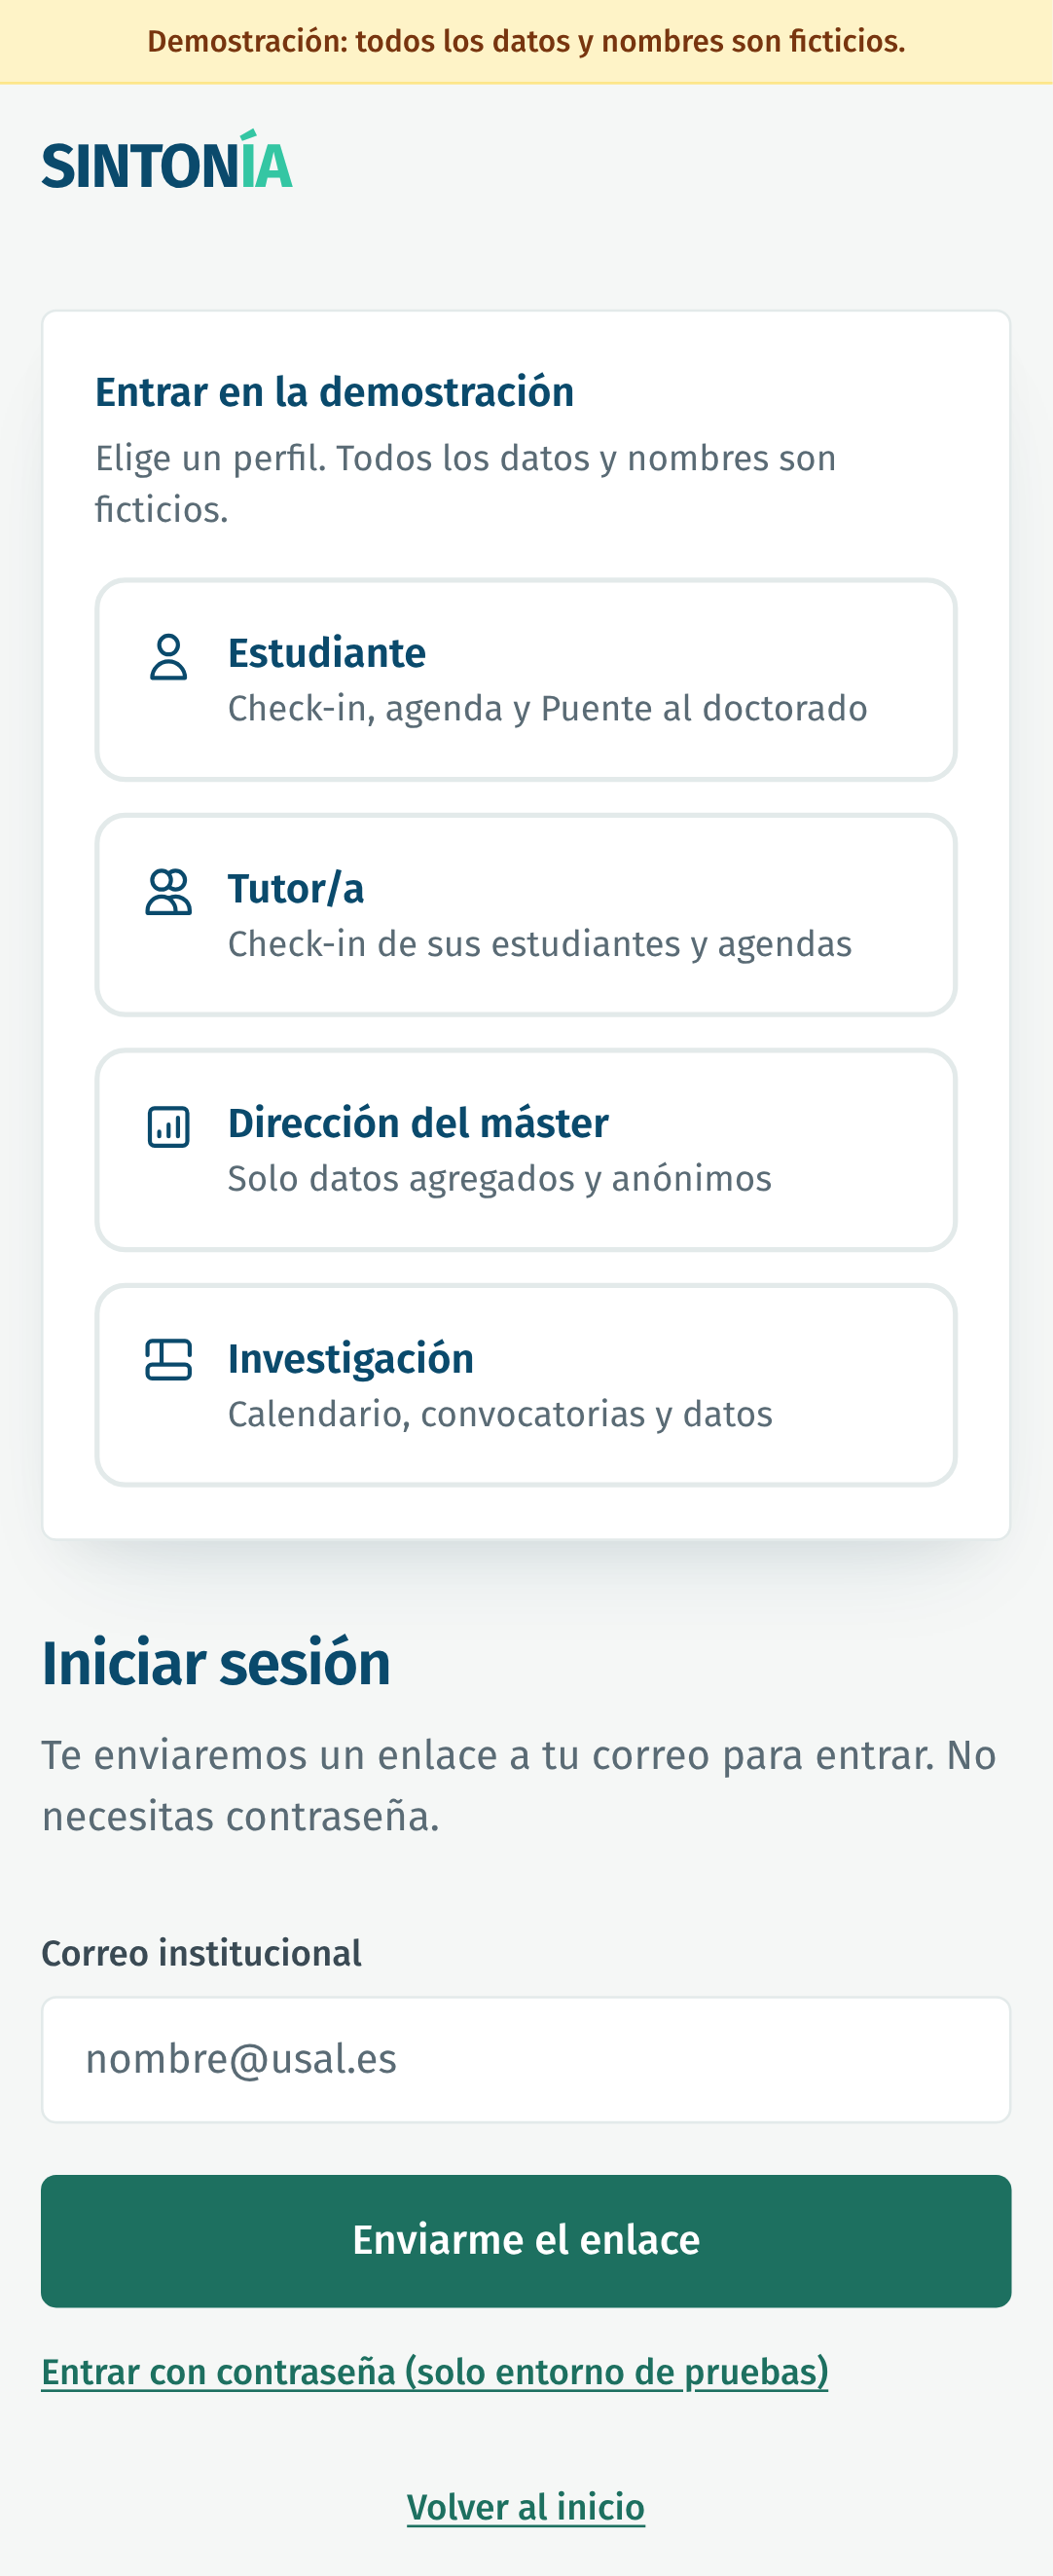 Demostración: todos los datos y nombres son ficticios.
SINTONÍA
Entrar en la demostración
Elige un perfil. Todos los datos y nombres son
ficticios.
Estudiante
Check-in, agenda y Puente al doctorado
Tutor/a
Check-in de sus estudiantes y agendas
Dirección del máster
Solo datos agregados y anónimos
Investigación
Calendario, convocatorias y datos
Iniciar sesión
Te enviaremos un enlace a tu correo para entrar. No
necesitas contraseña.
Correo institucional
nombre@usal.es
Enviarme el enlace
Entrar con contraseña (solo entorno de pruebas)
Volver al inicio